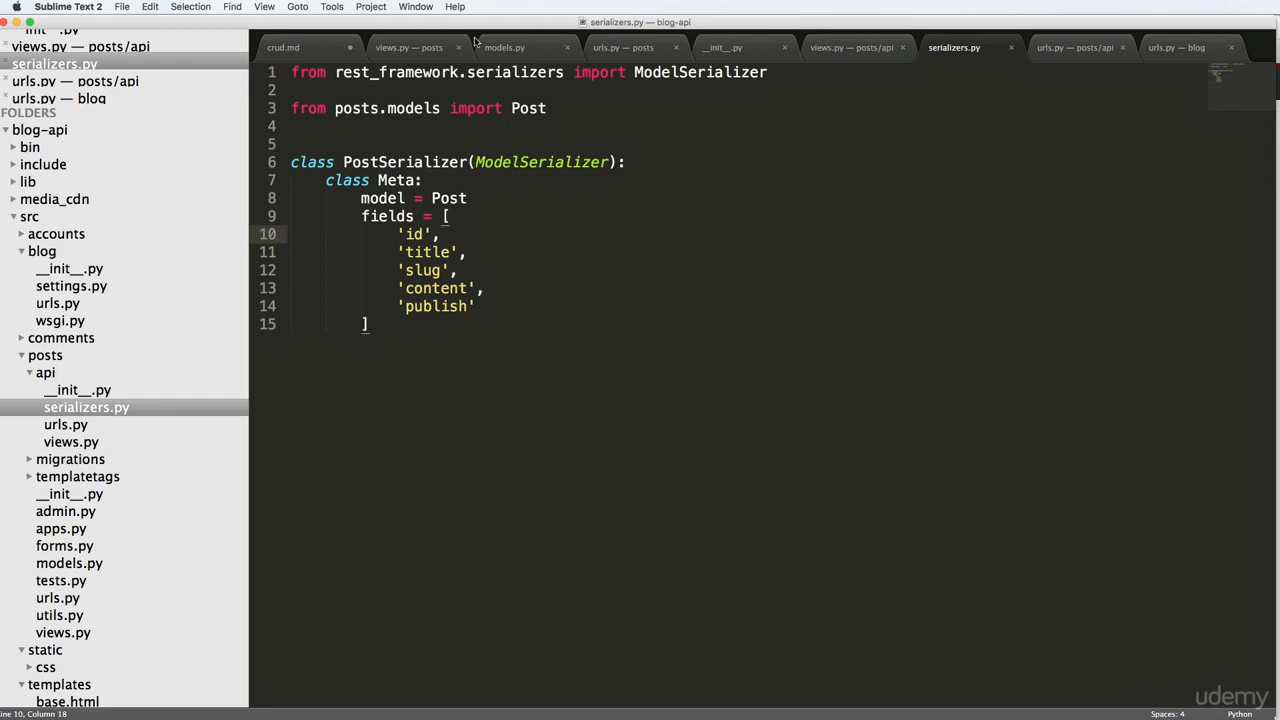 Sublime Text 2 File Edit Selection Find View Goto Tools Project Window Help
serializers.py — blog-api
__init__.py
views.py — posts/api
serializers.py
urls.py — posts/api
urls.py — blog
FOLDERS
blog-api
bin
include
lib
media_cdn
src
accounts
blog
__init__.py
settings.py
urls.py
wsgi.py
comments
posts
api
__init__.py
serializers.py
urls.py
views.py
migrations
templatetags
__init__.py
admin.py
apps.py
forms.py
models.py
tests.py
urls.py
utils.py
views.py
static
css
templates
base.html
crud.md views.py — posts models.py urls.py — posts __init__.py views.py — posts/api serializers.py urls.py — posts/api urls.py — blog
1 from rest_framework.serializers import ModelSerializer
2
3 from posts.models import Post
4
5
6 class PostSerializer(ModelSerializer):
7 class Meta:
8 model = Post
9 fields = [
10 'id',
11 'title',
12 'slug',
13 'content',
14 'publish'
15 ]
udemy
Line 10, Column 18 Spaces: 4 Python